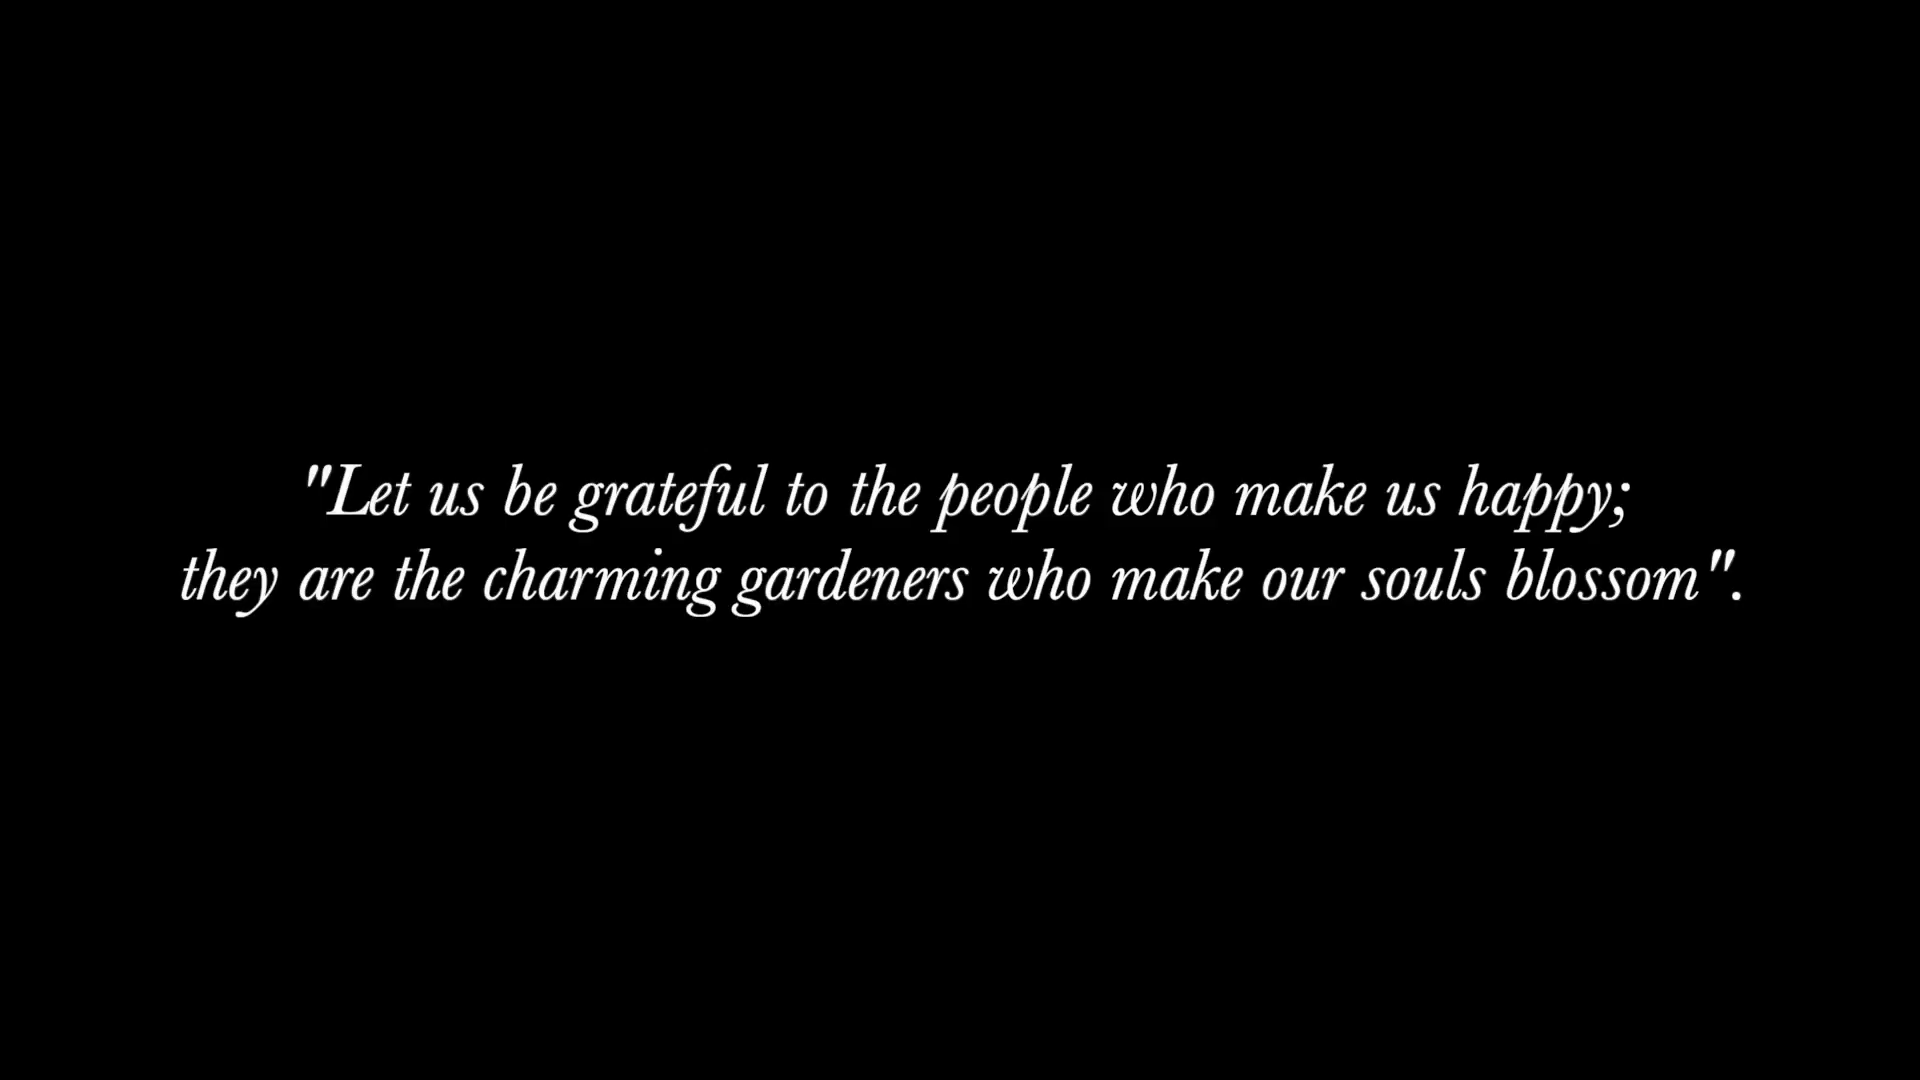 "Let us be grateful to the people who make us happy;
they are the charming gardeners who make our souls blossom".